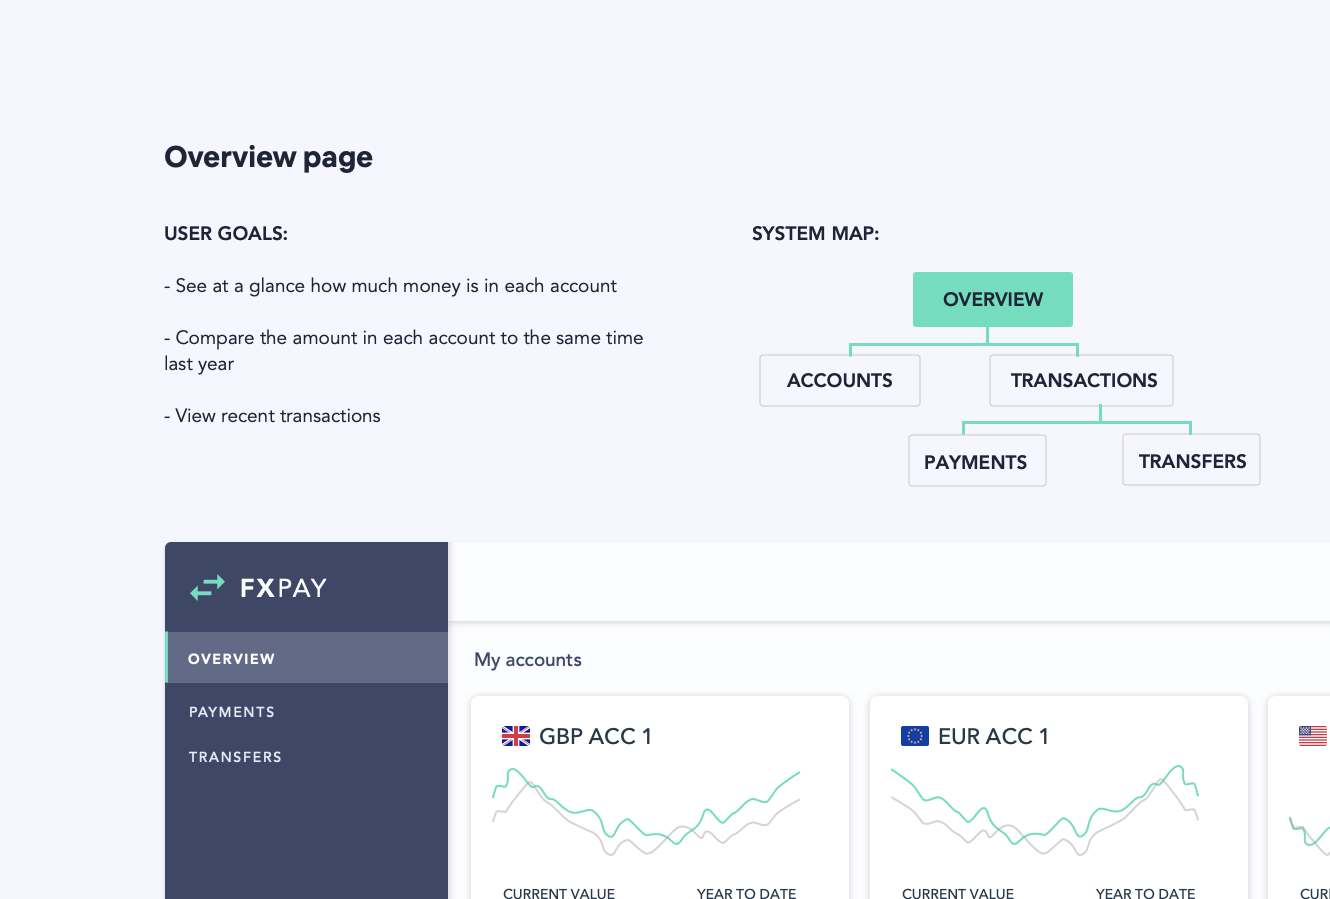 Overview page
USER GOALS:
- See at a glance how much money is in each account
- Compare the amount in each account to the same time
last year
- View recent transactions
SYSTEM MAP:
OVERVIEW
ACCOUNTS
TRANSACTIONS
PAYMENTS
TRANSFERS
FXPAY
OVERVIEW
PAYMENTS
TRANSFERS
My accounts
GBP ACC 1
CURRENT VALUE
YEAR TO DATE
EUR ACC 1
CURRENT VALUE
YEAR TO DATE